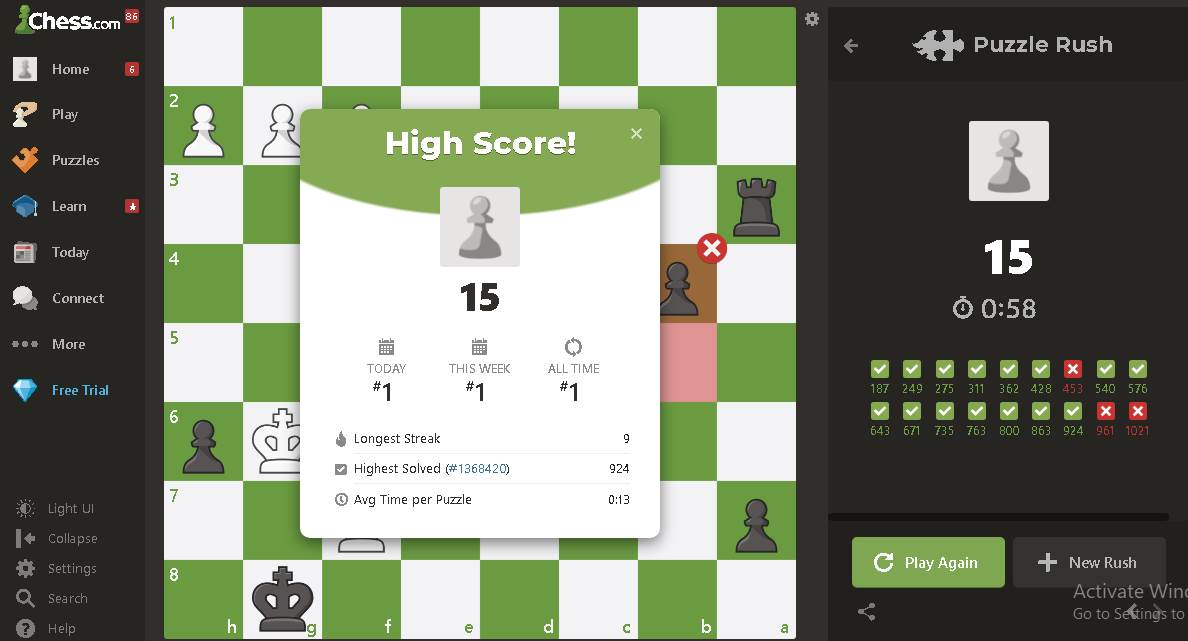 Chess.com 86
Home 6
Play
Puzzles
Learn
Today
Connect
More
Free Trial
Light UI
Collapse
Settings
Search
Help
1
2
3
4
5
6
7
8
h g f e d c b a
High Score!
15
TODAY THIS WEEK ALL TIME
#1 #1 #1
Longest Streak 9
Highest Solved (#1368420) 924
Avg Time per Puzzle 0:13
Puzzle Rush
15
0:58
187 249 275 311 362 428 453 540 576
643 671 735 763 800 863 924 961 1021
Play Again New Rush
Activate Wind
Go to Settings to